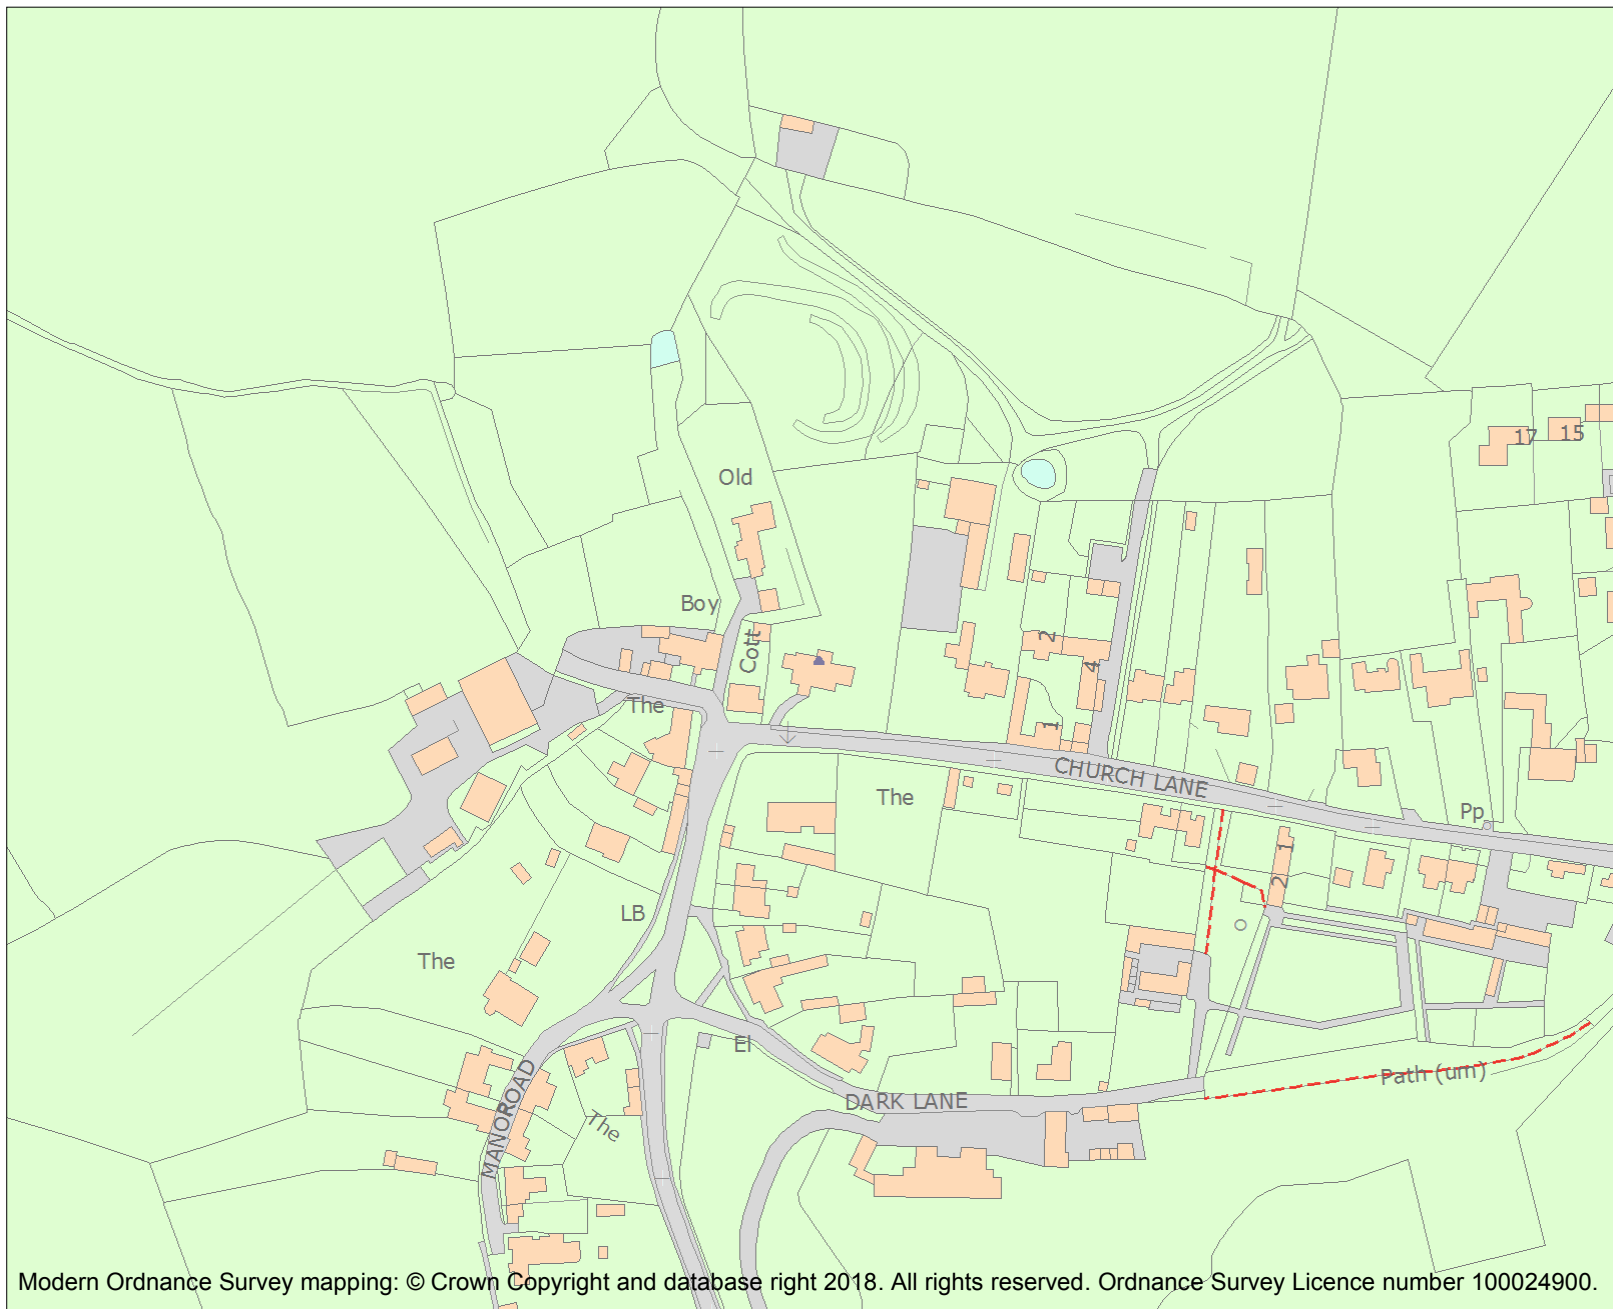 17
15
Old
Boy
Cott
2
4
The
1
CHURCH LANE
The
Pp
1
2
LB
The
El
Path (um)
DARK LANE
MANOROAD
The
Modern Ordnance Survey mapping: © Crown Copyright and database right 2018. All rights reserved. Ordnance Survey Licence number 100024900.